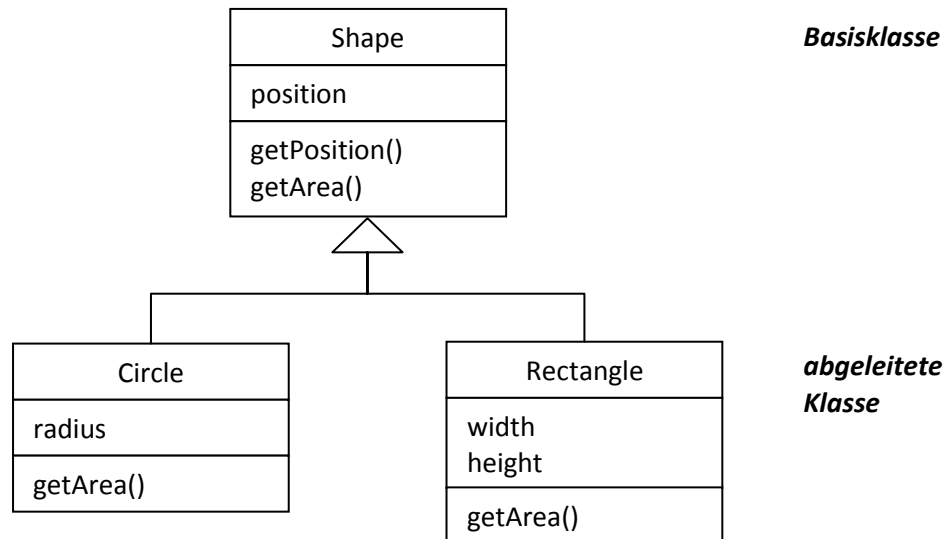 Shape
Basisklasse
position
getPosition()
getArea()
Circle
Rectangle
abgeleitete
Klasse
radius
width
height
getArea()
getArea()